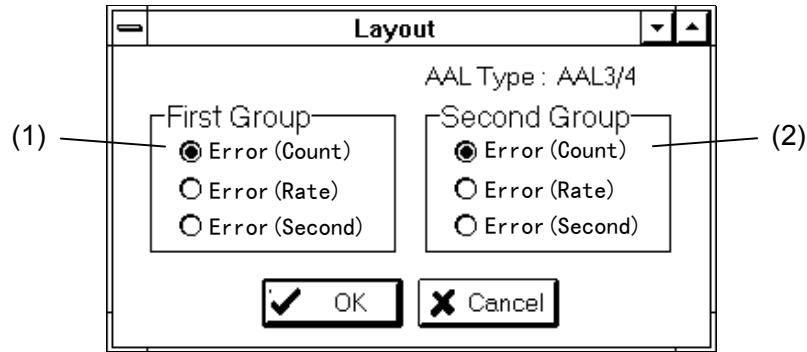 Layout
AAL Type : AAL3/4
First Group
Second Group
(1)
(2)
Error(Count)
Error(Count)
Error(Rate)
Error(Rate)
Error(Second)
Error(Second)
OK
Cancel